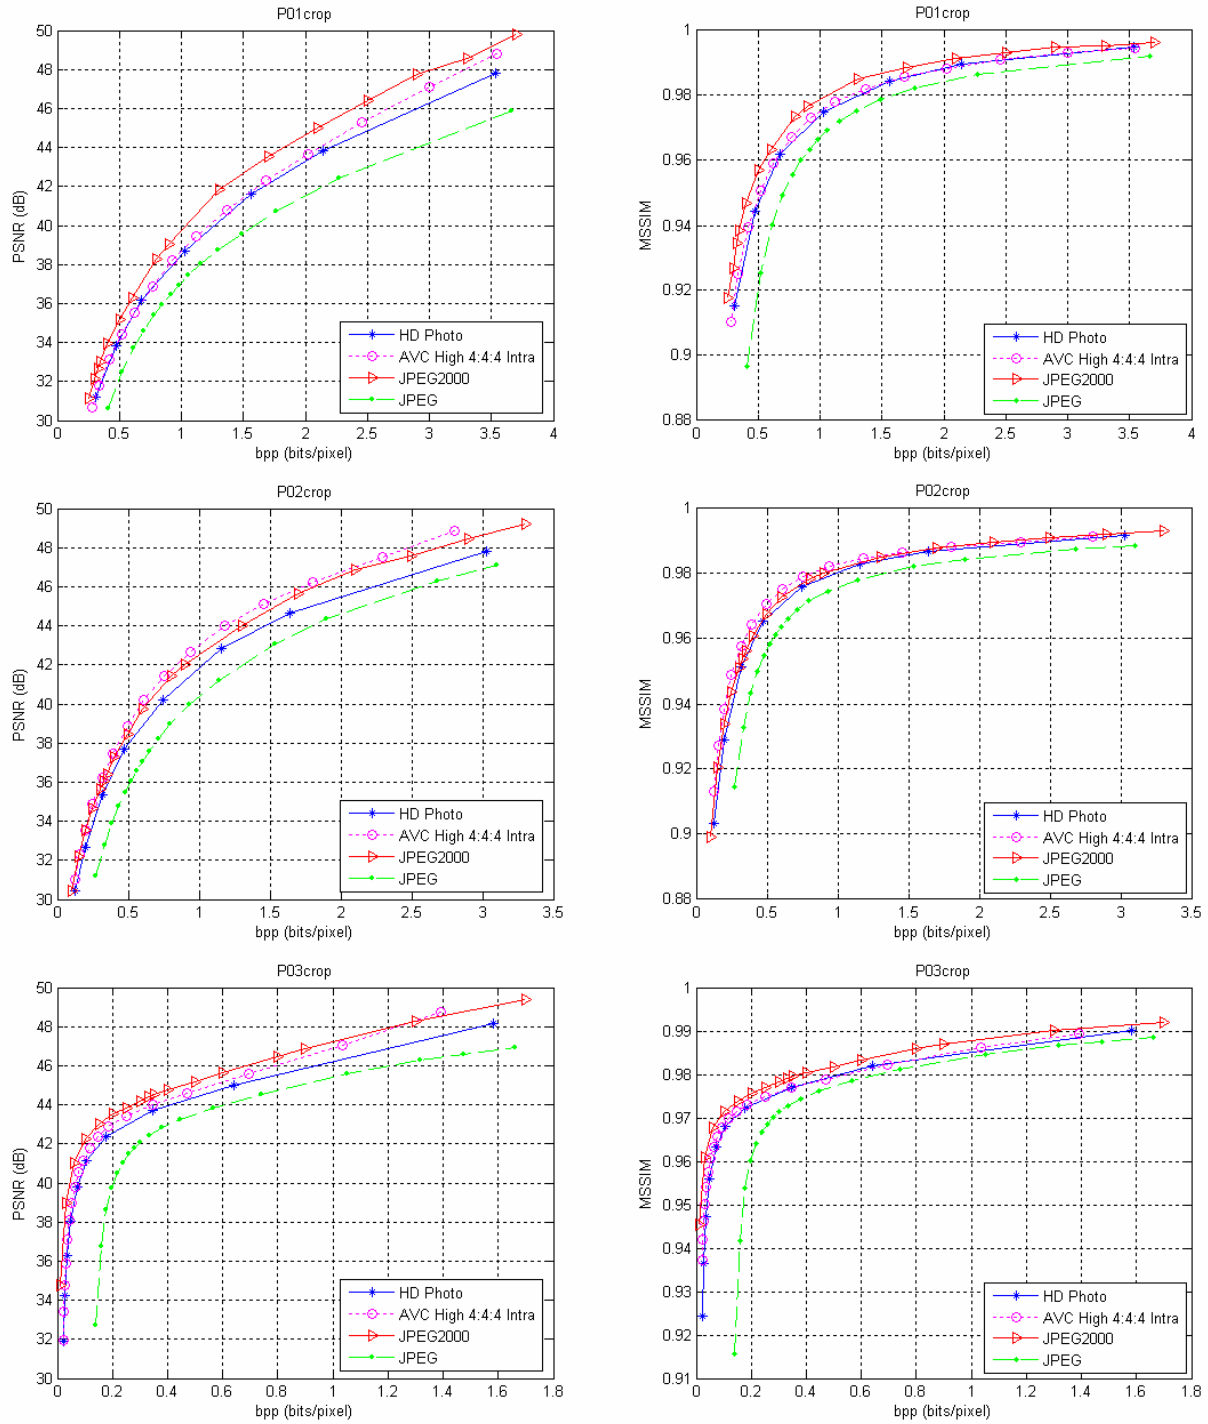 P01crop
50
48
46
44
42
40
38
36
34
32
30
PSNR (dB)
0 0.5 1 1.5 2 2.5 3 3.5 4
bpp (bits/pixel)
HD Photo
AVC High 4:4:4 Intra
JPEG2000
JPEG
P01crop
1
0.98
0.96
0.94
0.92
0.9
0.88
MSSIM
0 0.5 1 1.5 2 2.5 3 3.5 4
bpp (bits/pixel)
HD Photo
AVC High 4:4:4 Intra
JPEG2000
JPEG
P02crop
50
48
46
44
42
40
38
36
34
32
30
PSNR (dB)
0 0.5 1 1.5 2 2.5 3 3.5
bpp (bits/pixel)
HD Photo
AVC High 4:4:4 Intra
JPEG2000
JPEG
P02crop
1
0.98
0.96
0.94
0.92
0.9
0.88
MSSIM
0 0.5 1 1.5 2 2.5 3 3.5
bpp (bits/pixel)
HD Photo
AVC High 4:4:4 Intra
JPEG2000
JPEG
P03crop
50
48
46
44
42
40
38
36
34
32
30
PSNR (dB)
0 0.2 0.4 0.6 0.8 1 1.2 1.4 1.6 1.8
bpp (bits/pixel)
HD Photo
AVC High 4:4:4 Intra
JPEG2000
JPEG
P03crop
1
0.99
0.98
0.97
0.96
0.95
0.94
0.93
0.92
0.91
MSSIM
0 0.2 0.4 0.6 0.8 1 1.2 1.4 1.6 1.8
bpp (bits/pixel)
HD Photo
AVC High 4:4:4 Intra
JPEG2000
JPEG